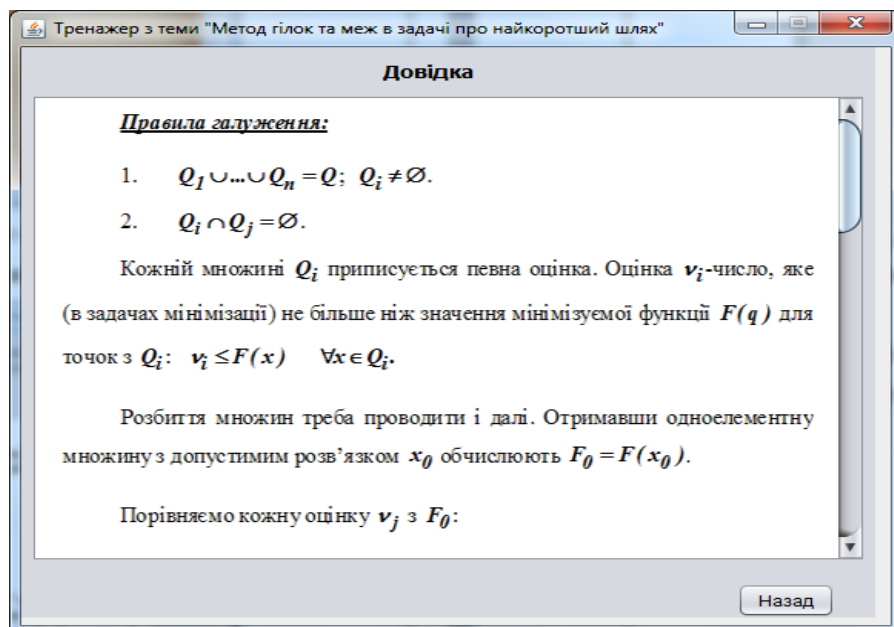 Тренажер з теми "Метод гілок та меж в задачі про найкоротший шлях"
Довідка
Правила галуження:
1. Q₁∪...∪Qₙ=Q; Qᵢ≠∅.
2. Qᵢ∩Qⱼ=∅.
Кожній множині Qᵢ приписується певна оцінка. Оцінка νᵢ-число, яке
(в задачах мінімізації) не більше ніж значення мінімізуємої функції F(q) для
точок з Qᵢ: νᵢ≤F(x) ∀x∈Qᵢ.
Розбиття множин треба проводити і далі. Отримавши одноелементну
множину з допустимим розв’язком x₀ обчислюють F₀=F(x₀).
Порівняємо кожну оцінку νⱼ з F₀:
Назад